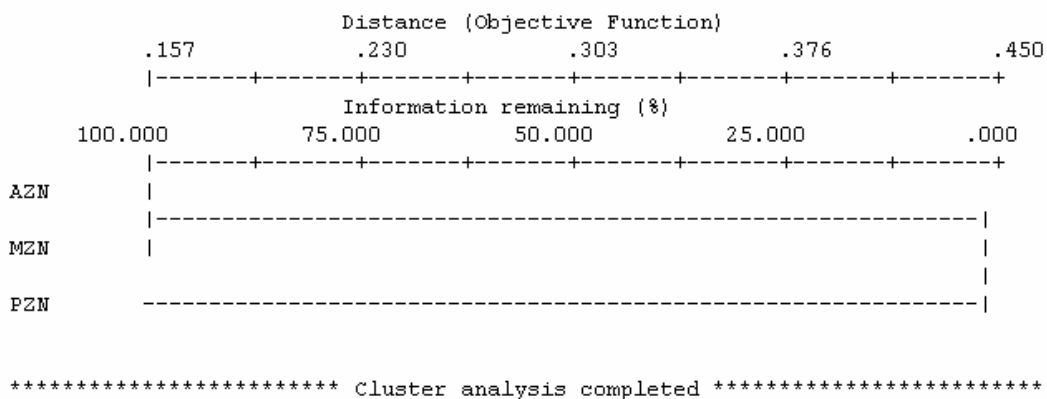 Distance (Objective Function)
.157 .230 .303 .376 .450
|-------+-------+-------+-------+-------+-------+-------+-------+
Information remaining (%)
100.000 75.000 50.000 25.000 .000
|-------+-------+-------+-------+-------+-------+-------+-------+
AZN |
|--------------------------------------------------------------|
MZN | |
|
PZN ---------------------------------------------------------------|
************************* Cluster analysis completed *************************